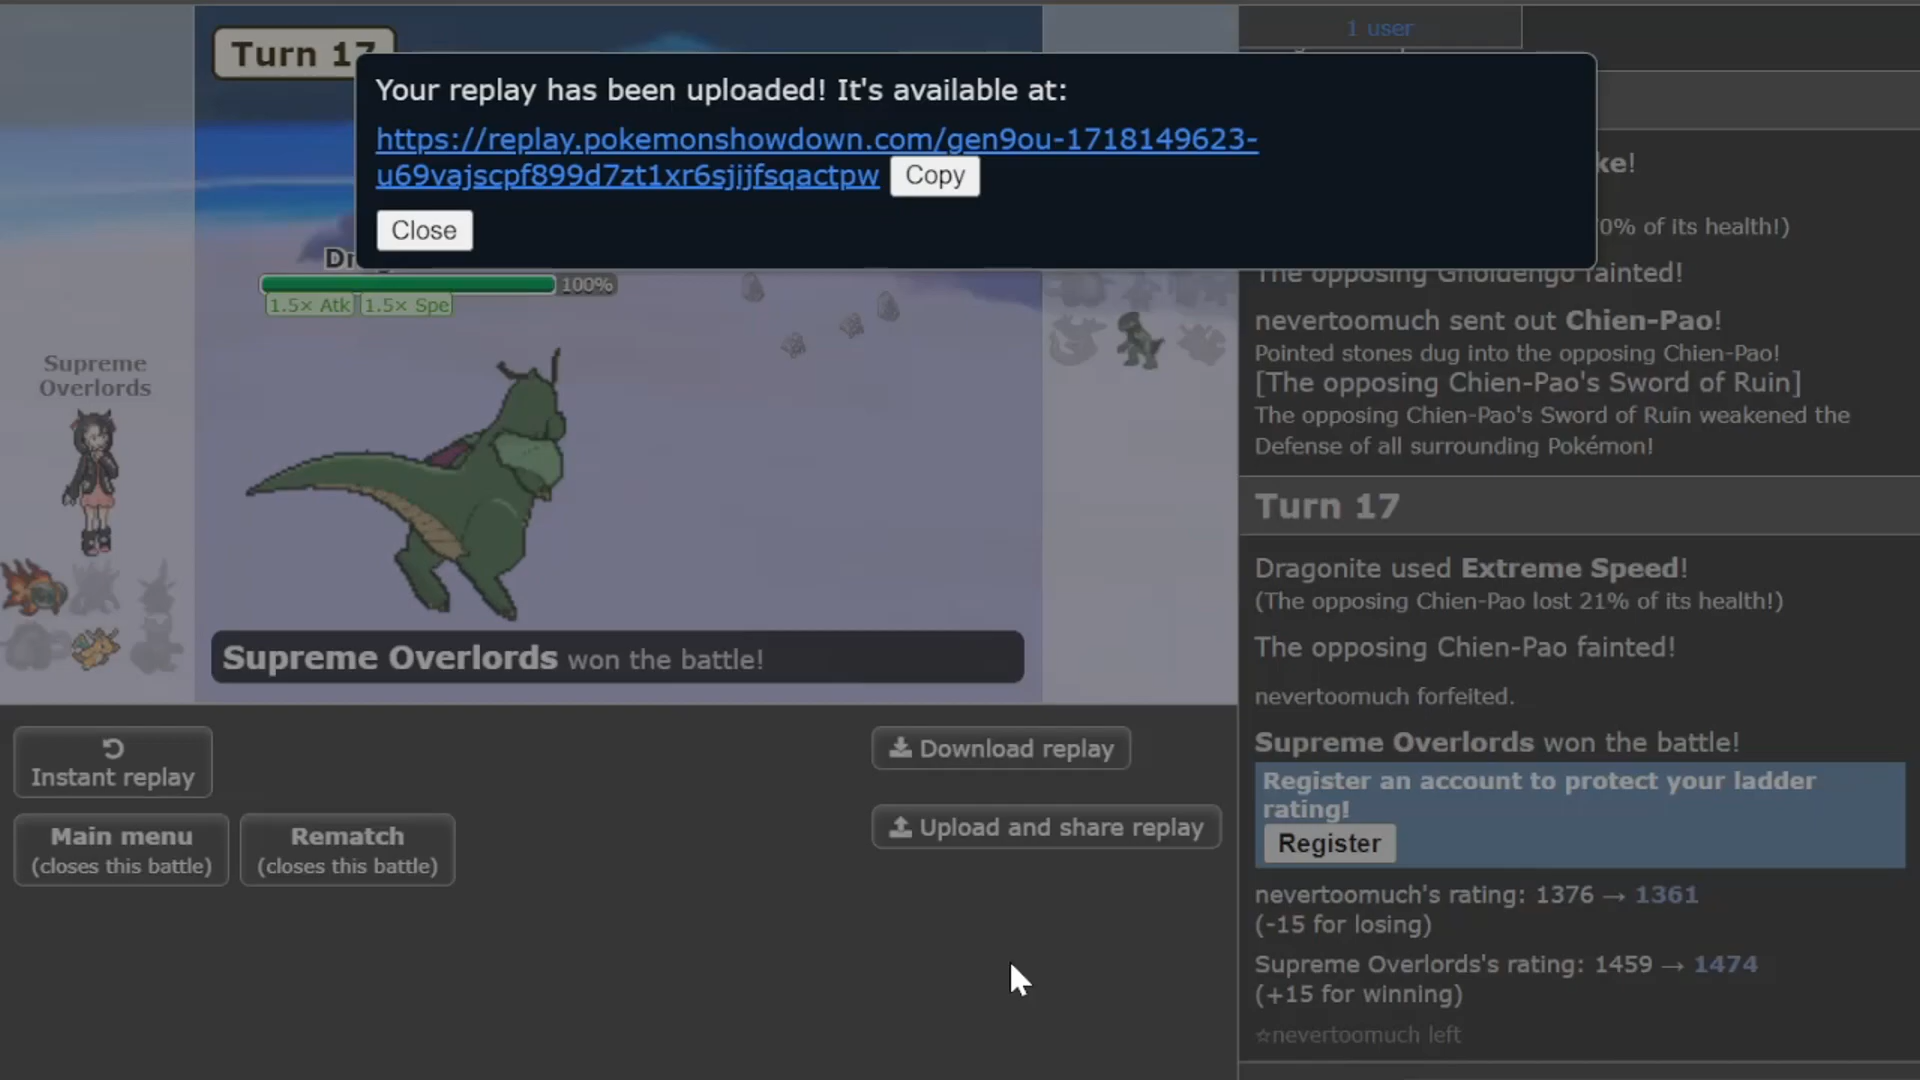 1 user
Turn 17
Your replay has been uploaded! It's available at:
https://replay.pokemonshowdown.com/gen9ou-1718149623-
u69vajscpf899d7zt1xr6sjijfsqactpw Copy
Close
ke!
0% of its health!)
The opposing Gholdengo fainted!
nevertoomuch sent out Chien-Pao!
Pointed stones dug into the opposing Chien-Pao!
[The opposing Chien-Pao's Sword of Ruin]
The opposing Chien-Pao's Sword of Ruin weakened the
Defense of all surrounding Pokémon!
Turn 17
Dragonite used Extreme Speed!
(The opposing Chien-Pao lost 21% of its health!)
The opposing Chien-Pao fainted!
nevertoomuch forfeited.
Supreme Overlords won the battle!
Register an account to protect your ladder
rating!
Register
nevertoomuch's rating: 1376 → 1361
(-15 for losing)
Supreme Overlords's rating: 1459 → 1474
(+15 for winning)
☆nevertoomuch left
100%
1.5× Atk 1.5× Spe
Supreme
Overlords
Supreme Overlords won the battle!
Instant replay
Download replay
Upload and share replay
Main menu
(closes this battle)
Rematch
(closes this battle)